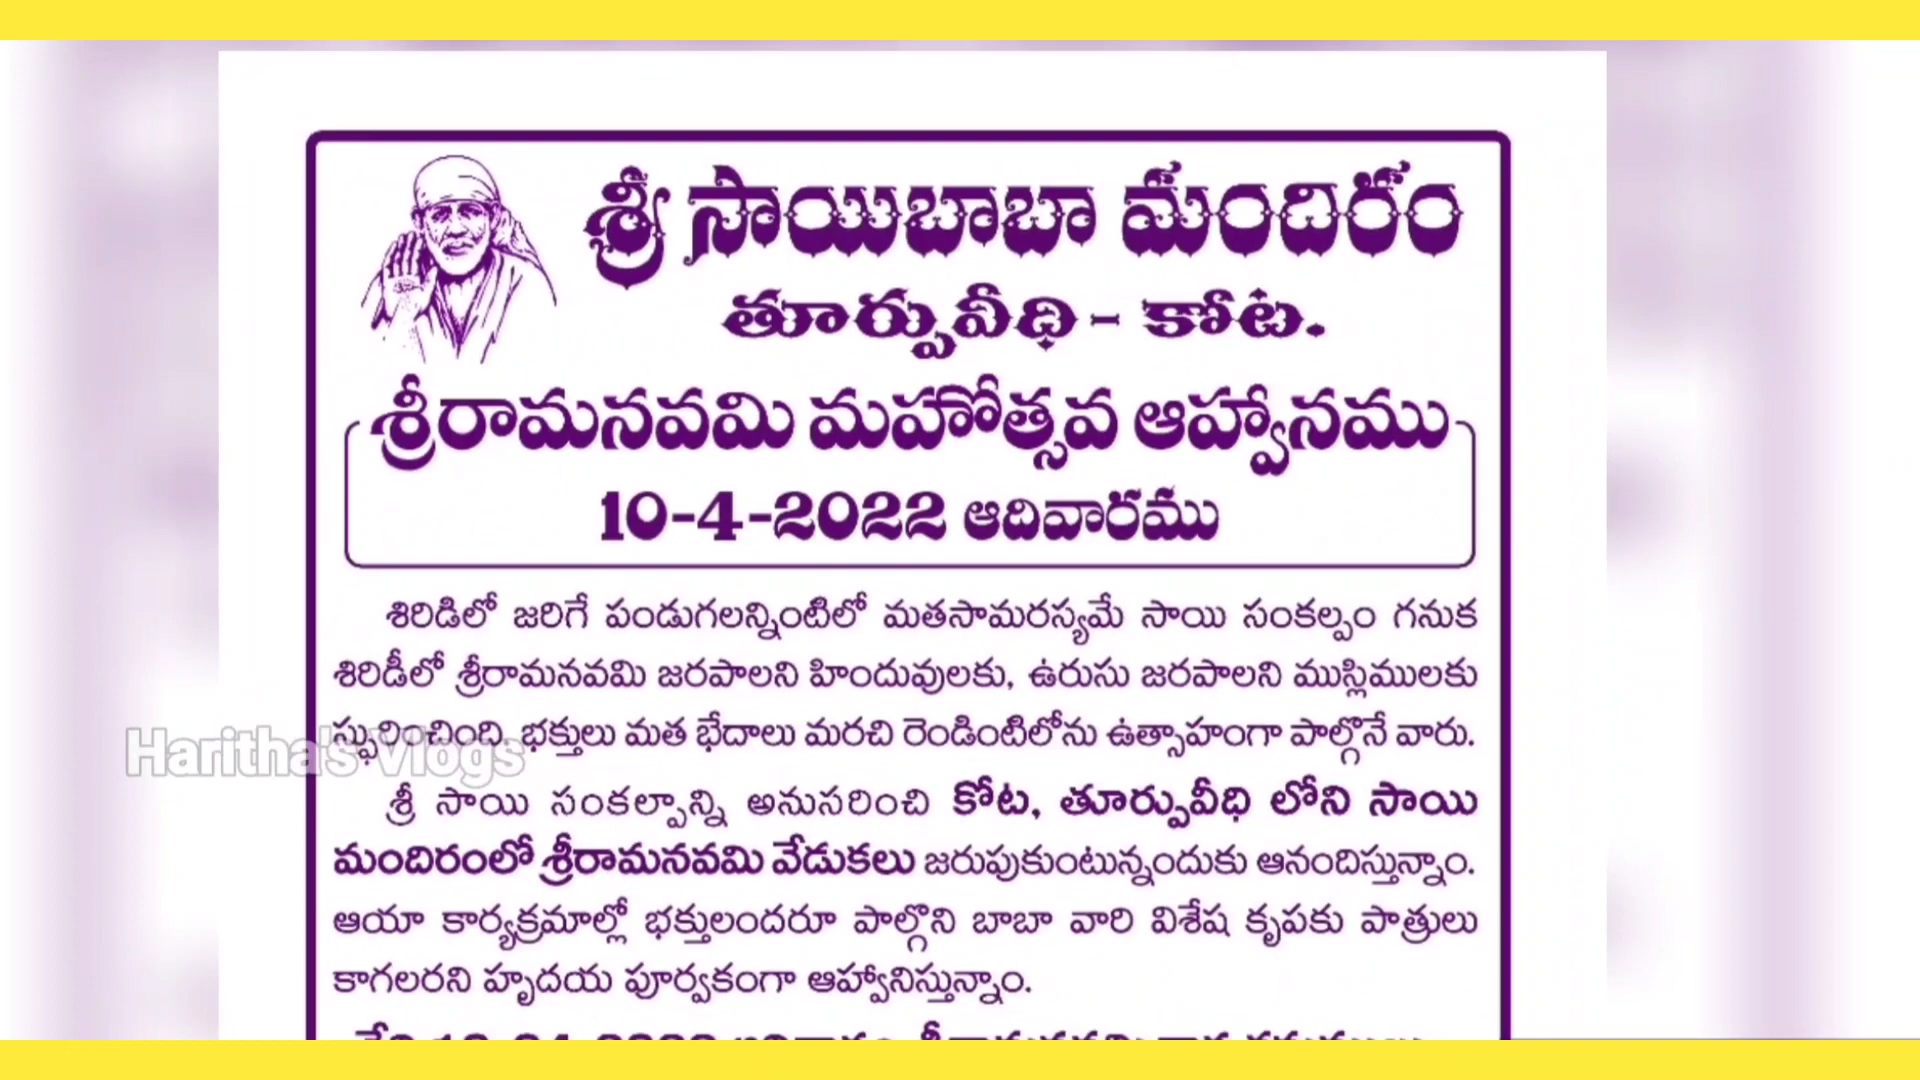 శ్రీ సాయిబాబా మందిరం
తూర్పువీధి - కోట.
శ్రీరామనవమి మహోత్సవ ఆహ్వానము
10-4-2022 ఆదివారము
శిరిడిలో జరిగే పండుగలన్నింటిలో మతసామరస్యమే సాయి సంకల్పం గనుక
శిరిడీలో శ్రీరామనవమి జరపాలని హిందువులకు, ఉరుసు జరపాలని ముస్లిములకు
స్ఫురించింది. భక్తులు మత భేదాలు మరచి రెండింటిలోను ఉత్సాహంగా పాల్గొనే వారు.
Haritha's Vlogs
శ్రీ సాయి సంకల్పాన్ని అనుసరించి కోట, తూర్పువీధి లోని సాయి
మందిరంలో శ్రీరామనవమి వేడుకలు జరుపుకుంటున్నందుకు ఆనందిస్తున్నాం.
ఆయా కార్యక్రమాల్లో భక్తులందరూ పాల్గొని బాబా వారి విశేష కృపకు పాత్రులు
కాగలరని హృదయ పూర్వకంగా ఆహ్వానిస్తున్నాం.